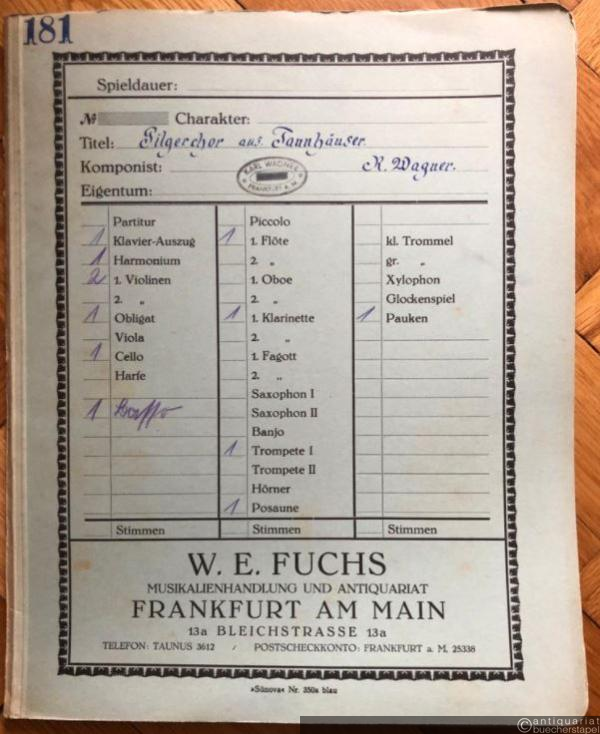 181
Spieldauer:
№ Charakter:
Titel: Pilgerchor aus Tannhäuser.
Komponist: R. Wagner.
KARL WAGNER
FRANKFURT A. M.
Eigentum:
Partitur
1 Klavier-Auszug
1 Harmonium
2 1. Violinen
2. „
1 Obligat
Viola
1 Cello
Harfe
1 Basso
Stimmen
Piccolo
1 1. Flöte
2. „
1. Oboe
2. „
1 1. Klarinette
2. „
1. Fagott
2. „
Saxophon I
Saxophon II
Banjo
1 Trompete I
Trompete II
Hörner
1 Posaune
Stimmen
kl. Trommel
gr. „
Xylophon
Glockenspiel
1 Pauken
Stimmen
W. E. FUCHS
MUSIKALIENHANDLUNG UND ANTIQUARIAT
FRANKFURT AM MAIN
13a BLEICHSTRASSE 13a
TELEFON: TAUNUS 3612 / POSTSCHECKKONTO: FRANKFURT a. M. 25338
»Sünova« Nr. 350a blau
antiquariat
buecherstapel